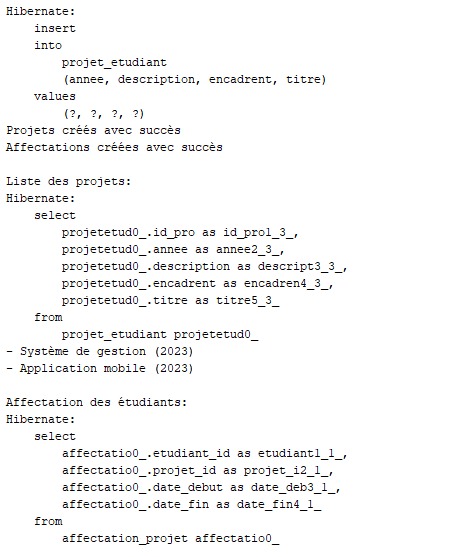 Hibernate:
    insert
    into
        projet_etudiant
        (annee, description, encadrent, titre)
    values
        (?, ?, ?, ?)
Projets créés avec succès
Affectations créées avec succès

Liste des projets:
Hibernate:
    select
        projetetud0_.id_pro as id_pro1_3_,
        projetetud0_.annee as annee2_3_,
        projetetud0_.description as descript3_3_,
        projetetud0_.encadrent as encadren4_3_,
        projetetud0_.titre as titre5_3_
    from
        projet_etudiant projetetud0_
- Système de gestion (2023)
- Application mobile (2023)

Affectation des étudiants:
Hibernate:
    select
        affectatio0_.etudiant_id as etudiant1_1_,
        affectatio0_.projet_id as projet_i2_1_,
        affectatio0_.date_debut as date_deb3_1_,
        affectatio0_.date_fin as date_fin4_1_
    from
        affectation_projet affectatio0_